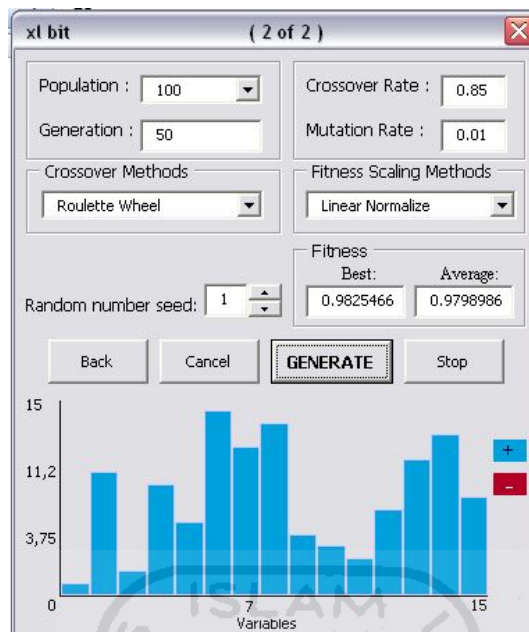 xl bit ( 2 of 2 )
Population : 100
Generation : 50
Crossover Rate : 0.85
Mutation Rate : 0.01
Crossover Methods
Roulette Wheel
Fitness Scaling Methods
Linear Normalize
Random number seed: 1
Fitness
Best: Average:
0.9825466 0.9798986
Back Cancel GENERATE Stop
15
11,2
3,75
0 7 15
Variables
+
-
ISLAM